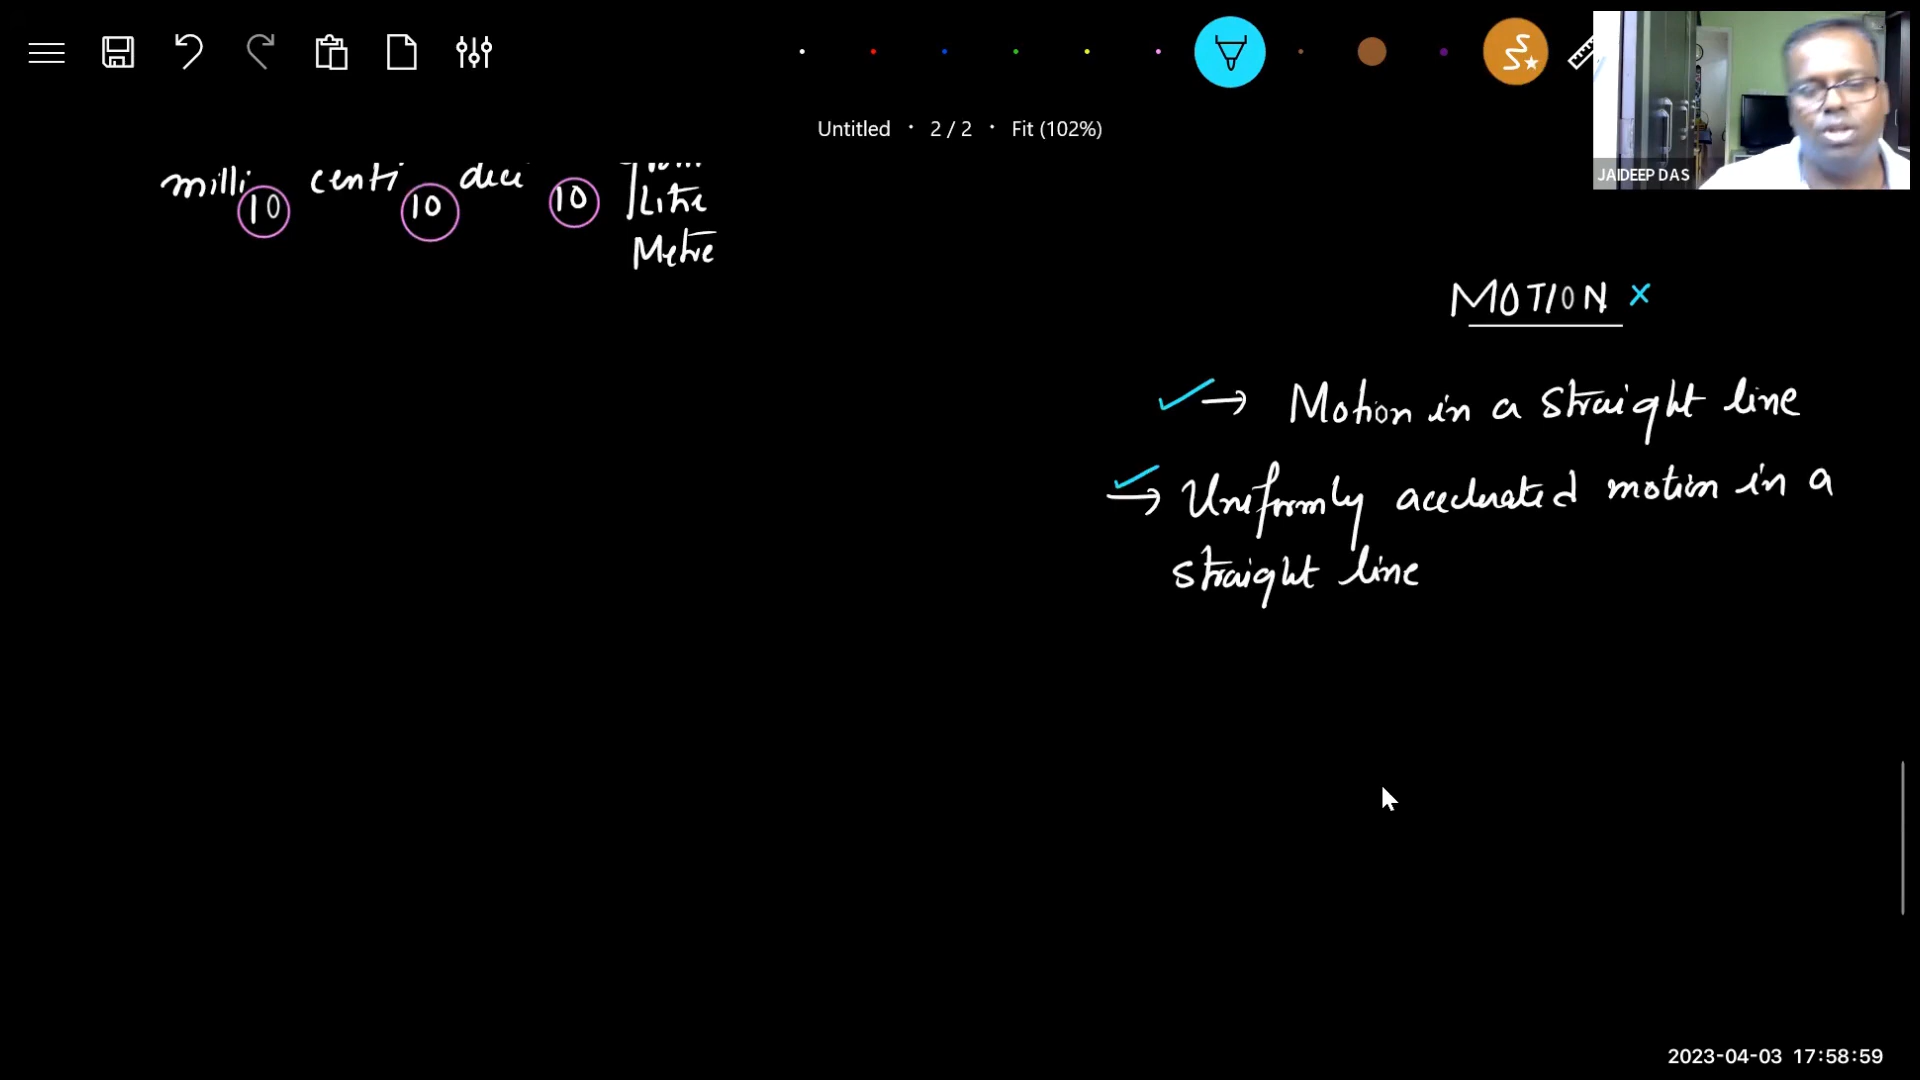 JAIDEEP DAS
Untitled · 2 / 2 · Fit (102%)
milli 10 centi 10 deci 10 Litre
Metre
MOTION x
→ Motion in a straight line
→ Uniformly accelerated motion in a
straight line
2023-04-03 17:58:59